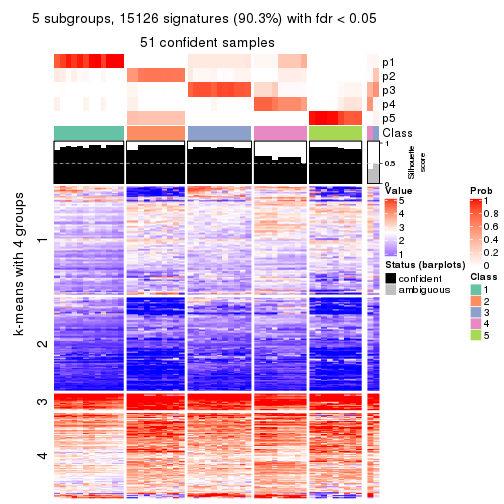 5 subgroups, 15126 signatures (90.3%) with fdr < 0.05
51 confident samples
p1
p2
p3
p4
p5
Class
1
0.5
0
Silhouette
score
k-means with 4 groups
1
2
3
4
Value
5
4
3
2
1
Status (barplots)
confident
ambiguous
Prob
1
0.8
0.6
0.4
0.2
0
Class
1
2
3
4
5